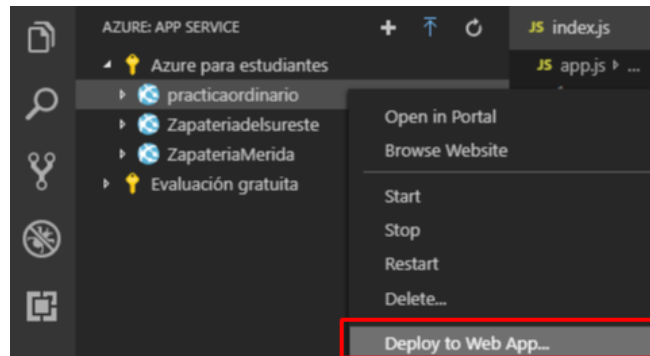 AZURE: APP SERVICE
JS index.js
Azure para estudiantes
JS app.js ▸ ...
practicaordinario
Open in Portal
Zapateriadelsureste
Browse Website
ZapateriaMerida
Evaluación gratuita
Start
Stop
Restart
Delete...
Deploy to Web App...